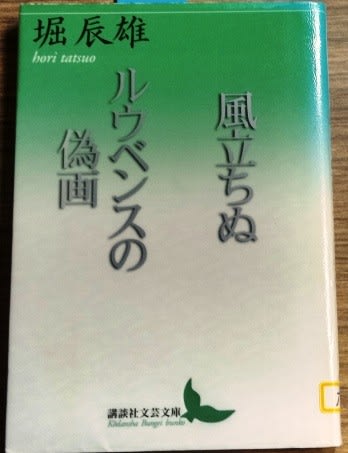 堀 辰雄
hori tatsuo
風立ちぬ
ルウベンスの
偽画
講談社文芸文庫
Kôdansha Bungei bunko